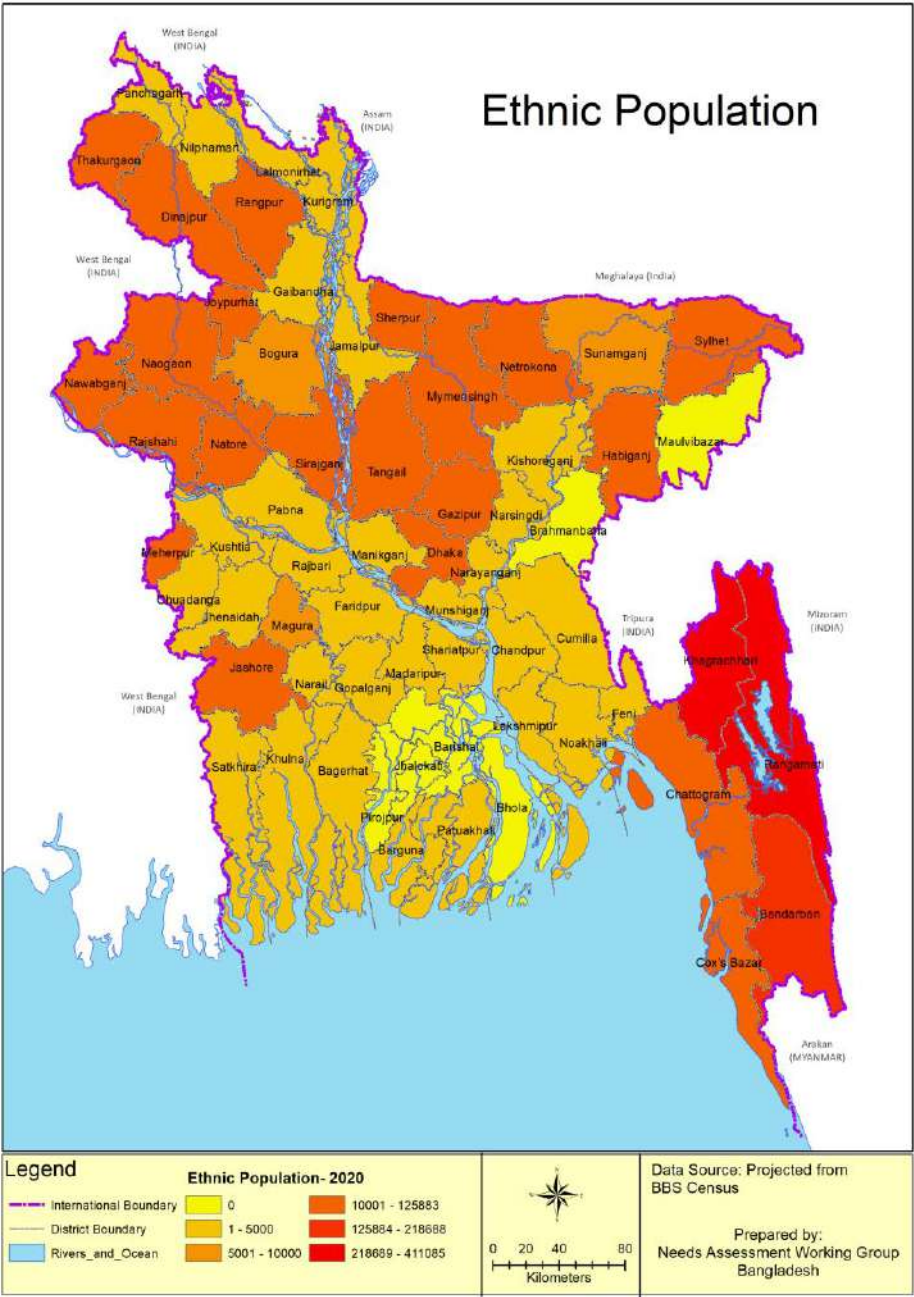 Ethnic Population
West Bengal
(INDIA)
Assam
(INDIA)
Panchagarh
Nilphamari
Thakurgaon
Lalmonirhat
Rangpur
Kurigram
Dinajpur
West Bengal
(INDIA)
Meghalaya (India)
Gaibandha
Joypurhat
Sherpur
Sylhet
Jamalpur
Bogura
Sunamganj
Naogaon
Netrokona
Nawabganj
Mymensingh
Maulvibazar
Rajshahi
Natore
Habiganj
Kishoreganj
Sirajganj
Tangail
Pabna
Gazipur
Narsingdi
Brahmanbaria
Kushtia
Meherpur
Manikganj
Dhaka
Rajbari
Narayanganj
Chuadanga
Faridpur
Munshiganj
Jhenaidah
Magura
Tripura
(INDIA)
Mizoram
(INDIA)
Cumilla
Shariatpur
Chandpur
Khagrachhari
Jashore
Madaripur
Narail
Gopalganj
West Bengal
(INDIA)
Lakshmipur
Feni
Noakhali
Barishal
Satkhira
Khulna
Bagerhat
Jhalokati
Rangamati
Chattogram
Bhola
Pirojpur
Patuakhali
Barguna
Bandarban
Cox's Bazar
Arakan
(MYANMAR)
Legend
International Boundary
District Boundary
Rivers_and_Ocean
Ethnic Population- 2020
0
1 - 5000
5001 - 10000
10001 - 125883
125884 - 218688
218689 - 411085
0 20 40 80
Kilometers
Data Source: Projected from
BBS Census
Prepared by:
Needs Assessment Working Group
Bangladesh